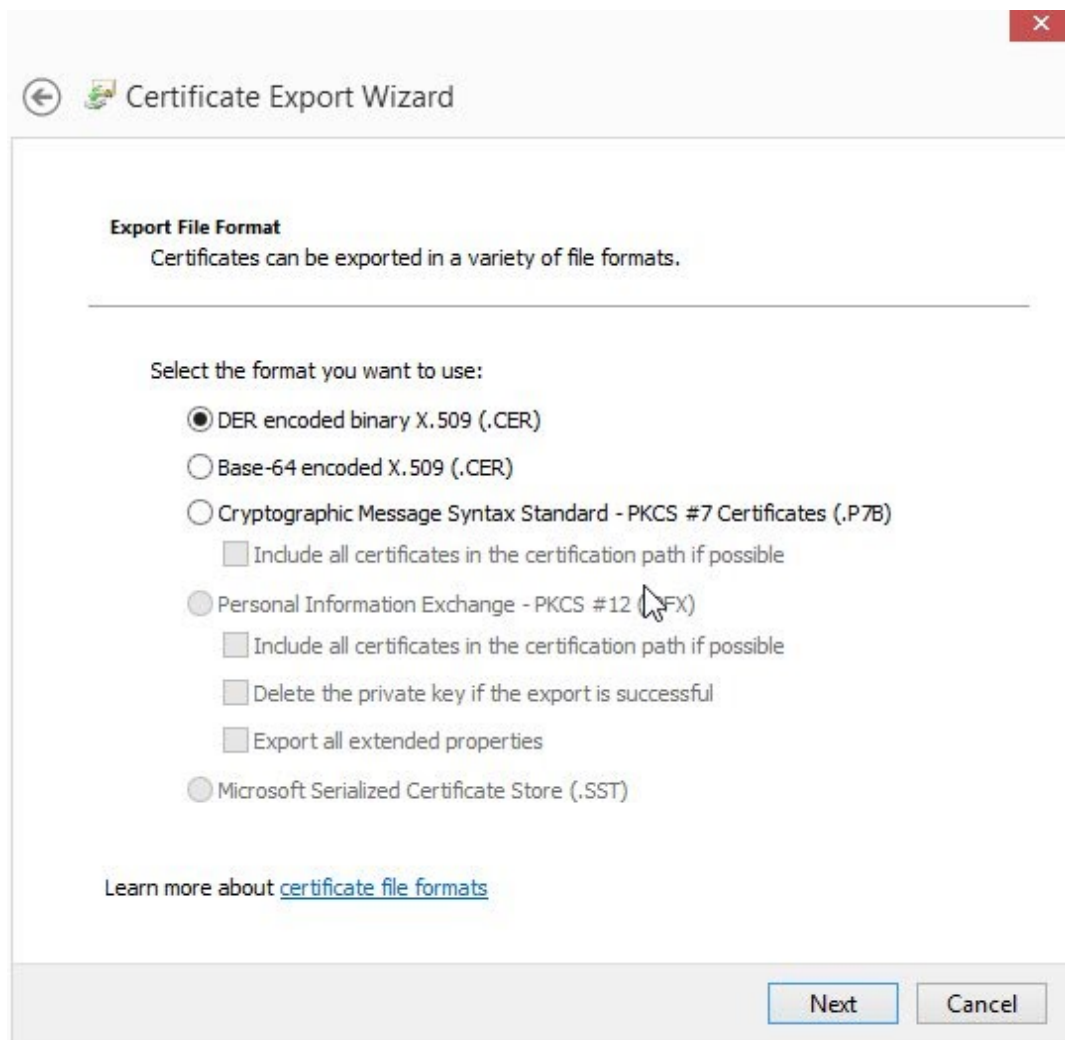 Certificate Export Wizard
Export File Format
Certificates can be exported in a variety of file formats.
Select the format you want to use:
DER encoded binary X.509 (.CER)
Base-64 encoded X.509 (.CER)
Cryptographic Message Syntax Standard - PKCS #7 Certificates (.P7B)
Include all certificates in the certification path if possible
Personal Information Exchange - PKCS #12 ( FX)
Include all certificates in the certification path if possible
Delete the private key if the export is successful
Export all extended properties
Microsoft Serialized Certificate Store (.SST)
Learn more about certificate file formats
Next Cancel